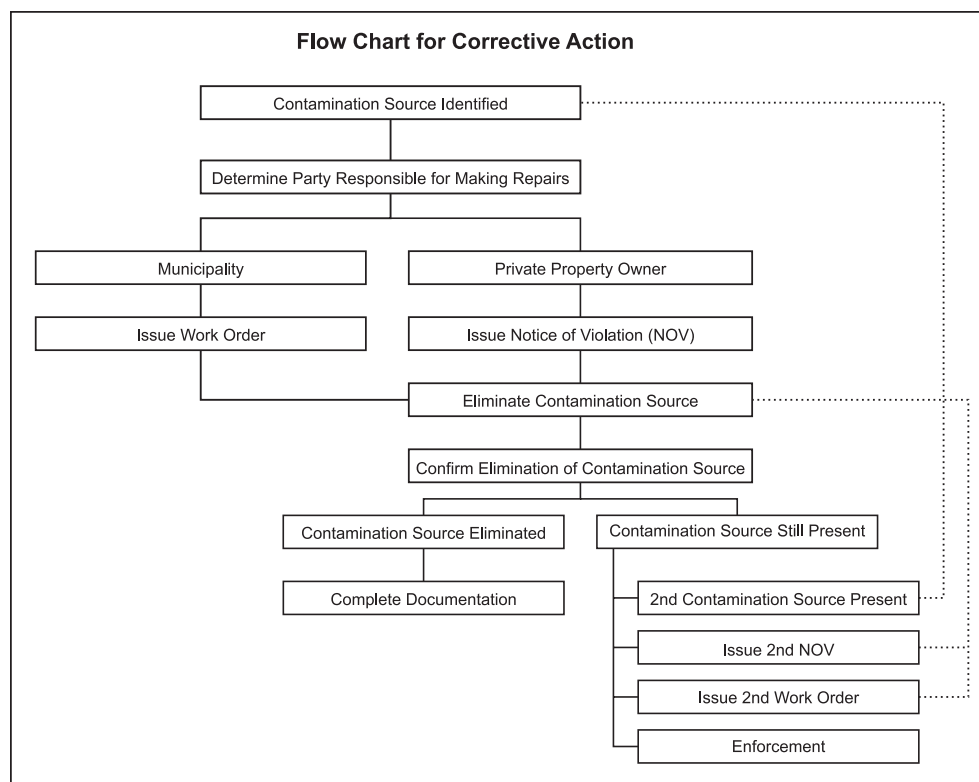 Flow Chart for Corrective Action
Contamination Source Identified
Determine Party Responsible for Making Repairs
Municipality
Private Property Owner
Issue Work Order
Issue Notice of Violation (NOV)
Eliminate Contamination Source
Confirm Elimination of Contamination Source
Contamination Source Eliminated
Contamination Source Still Present
Complete Documentation
2nd Contamination Source Present
Issue 2nd NOV
Issue 2nd Work Order
Enforcement